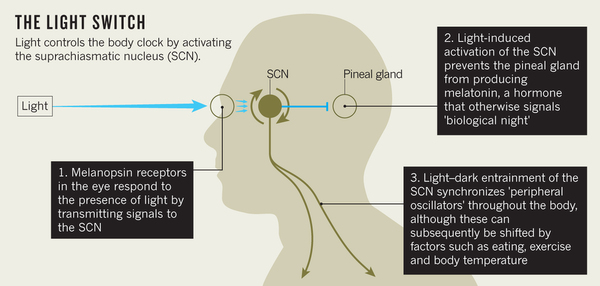 THE LIGHT SWITCH
Light controls the body clock by activating
the suprachiasmatic nucleus (SCN).
Light
SCN
Pineal gland
1. Melanopsin receptors
in the eye respond to
the presence of light by
transmitting signals to
the SCN
2. Light-induced
activation of the SCN
prevents the pineal gland
from producing
melatonin, a hormone
that otherwise signals
'biological night'
3. Light–dark entrainment of the
SCN synchronizes 'peripheral
oscillators' throughout the body,
although these can
subsequently be shifted by
factors such as eating, exercise
and body temperature